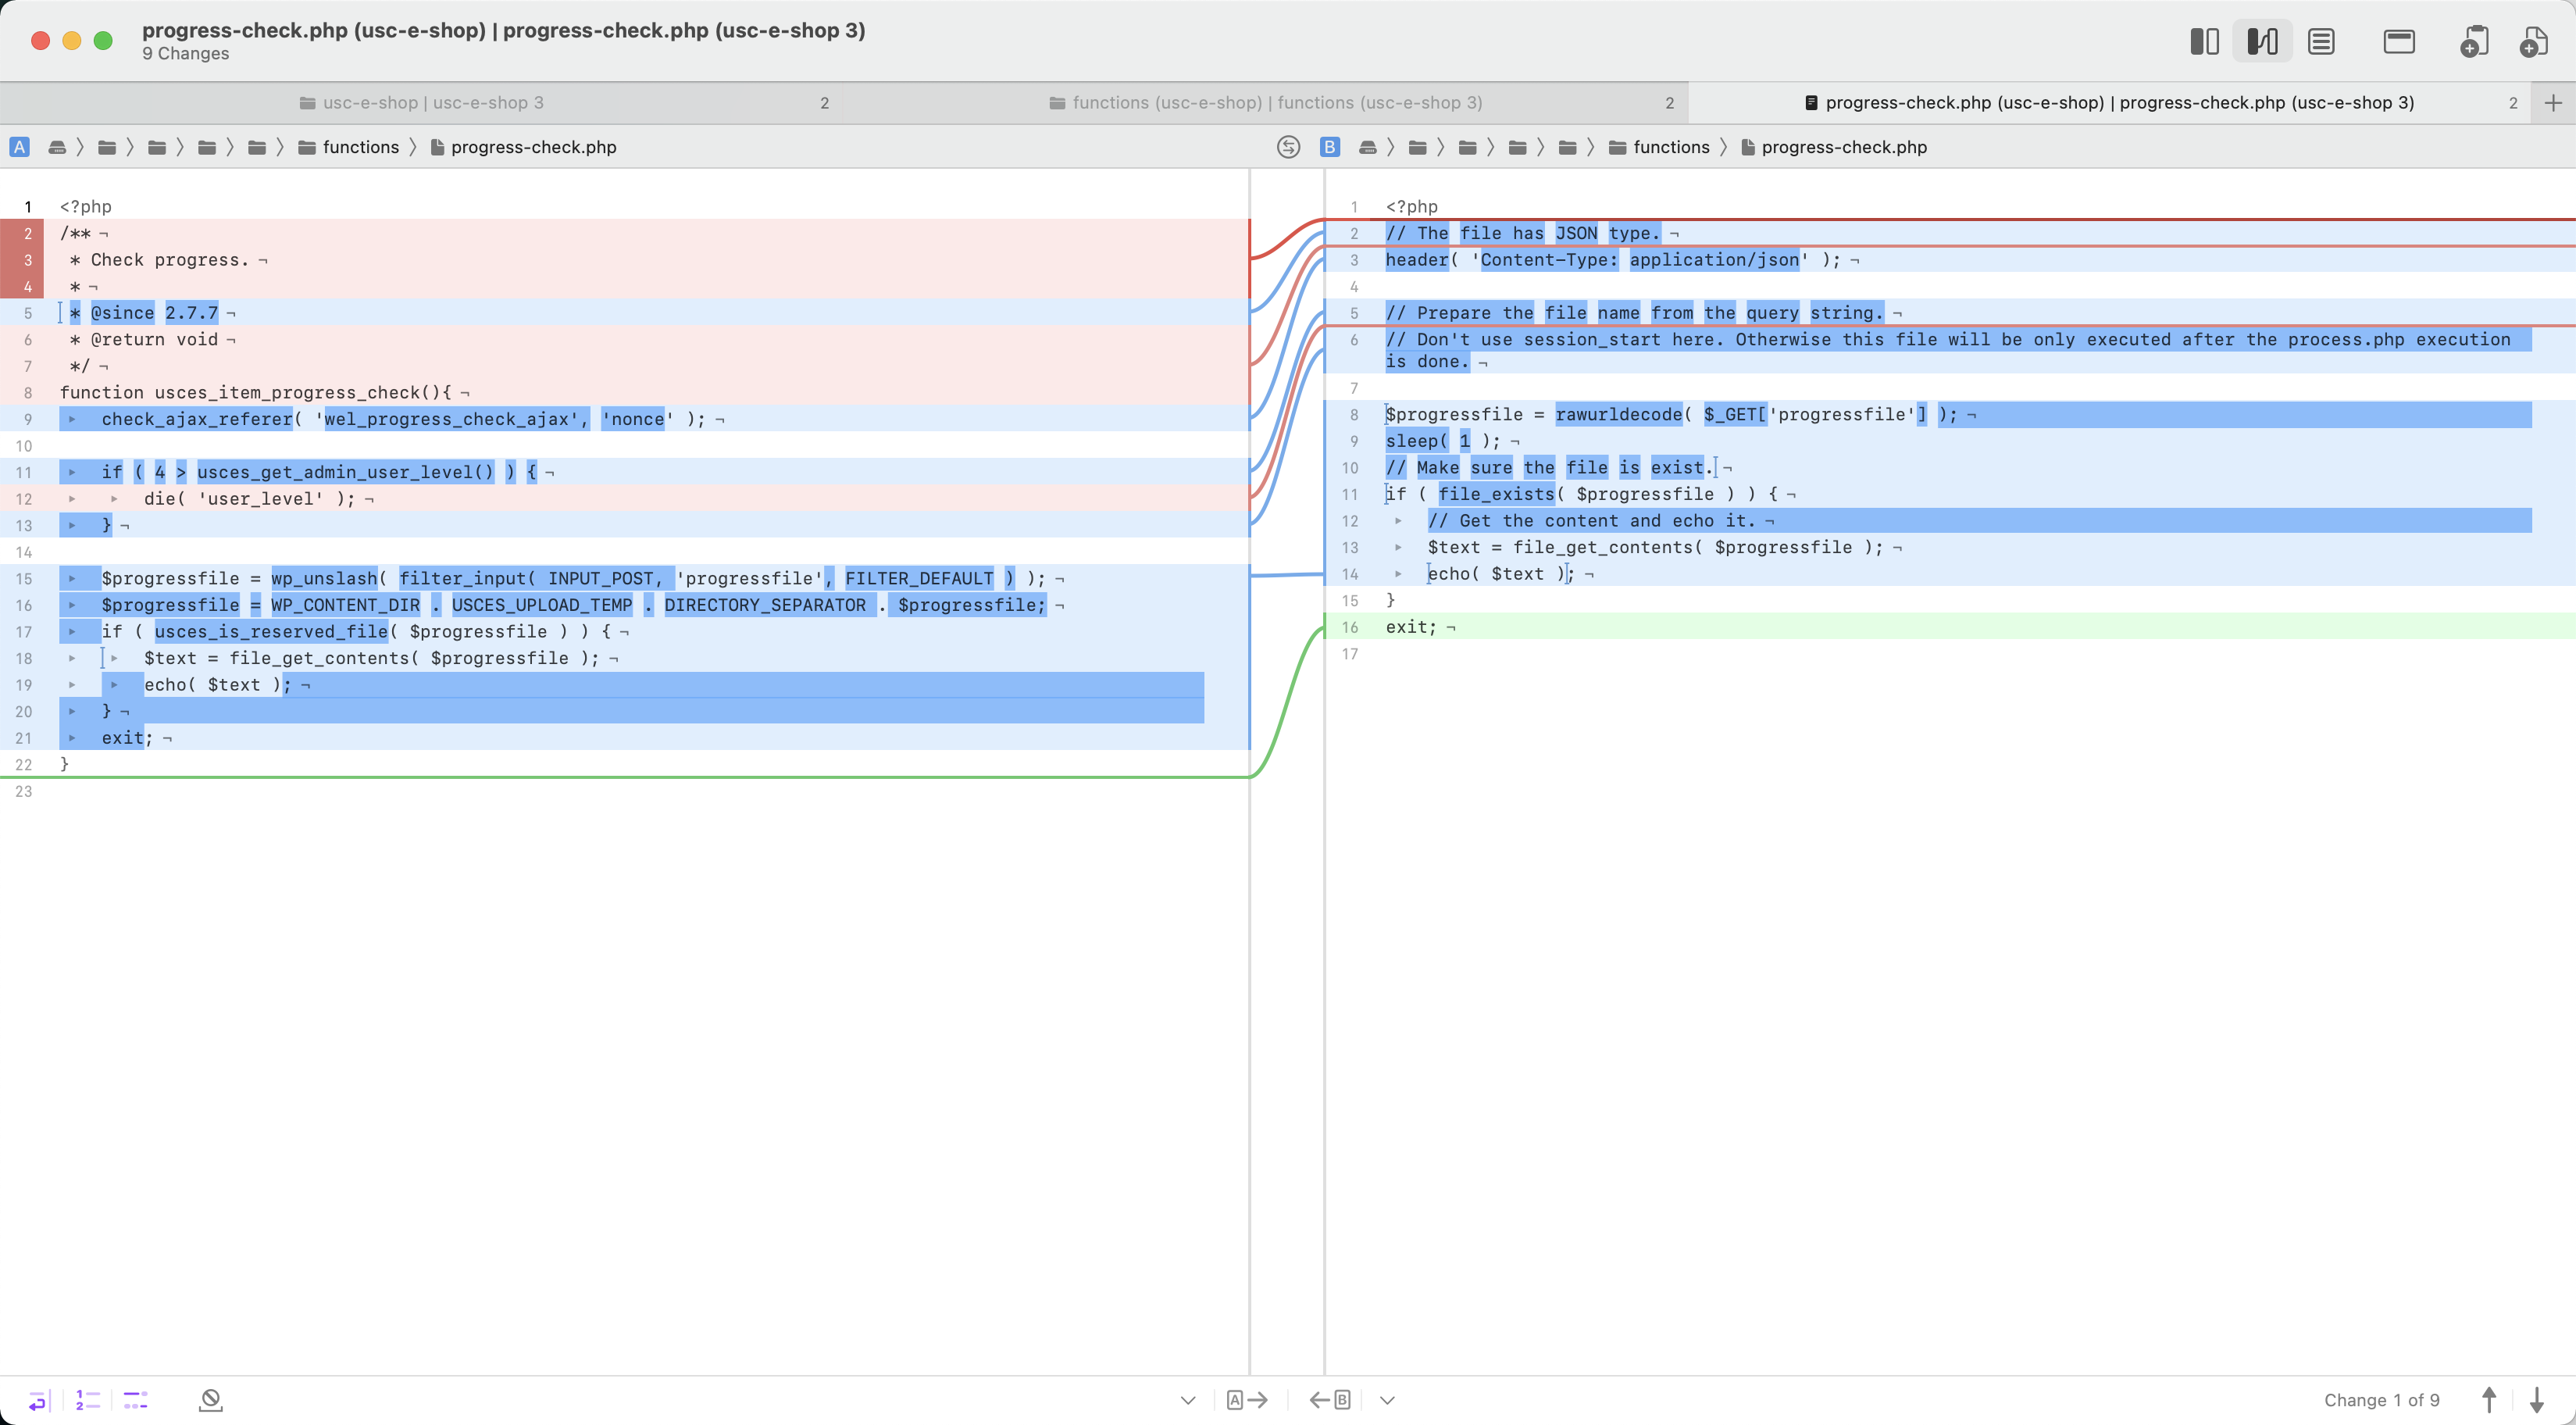 progress-check.php (usc-e-shop) | progress-check.php (usc-e-shop 3)
9 Changes
usc-e-shop | usc-e-shop 3 2
functions (usc-e-shop) | functions (usc-e-shop 3) 2
progress-check.php (usc-e-shop) | progress-check.php (usc-e-shop 3) 2
A functions progress-check.php
B functions progress-check.php
1 <?php
2 /** ¬
3 * Check progress. ¬
4 * ¬
5 * @since 2.7.7 ¬
6 * @return void ¬
7 */ ¬
8 function usces_item_progress_check(){ ¬
9 check_ajax_referer( 'wel_progress_check_ajax', 'nonce' ); ¬
10
11 if ( 4 > usces_get_admin_user_level() ) { ¬
12 die( 'user_level' ); ¬
13 } ¬
14
15 $progressfile = wp_unslash( filter_input( INPUT_POST, 'progressfile', FILTER_DEFAULT ) ); ¬
16 $progressfile = WP_CONTENT_DIR . USCES_UPLOAD_TEMP . DIRECTORY_SEPARATOR . $progressfile; ¬
17 if ( usces_is_reserved_file( $progressfile ) ) { ¬
18 $text = file_get_contents( $progressfile ); ¬
19 echo( $text ); ¬
20 } ¬
21 exit; ¬
22 }
23
1 <?php
2 // The file has JSON type. ¬
3 header( 'Content-Type: application/json' ); ¬
4
5 // Prepare the file name from the query string. ¬
6 // Don't use session_start here. Otherwise this file will be only executed after the process.php execution
is done. ¬
7
8 $progressfile = rawurldecode( $_GET['progressfile'] ); ¬
9 sleep( 1 ); ¬
10 // Make sure the file is exist. ¬
11 if ( file_exists( $progressfile ) ) { ¬
12 // Get the content and echo it. ¬
13 $text = file_get_contents( $progressfile ); ¬
14 echo( $text ); ¬
15 }
16 exit; ¬
17
A
B
Change 1 of 9